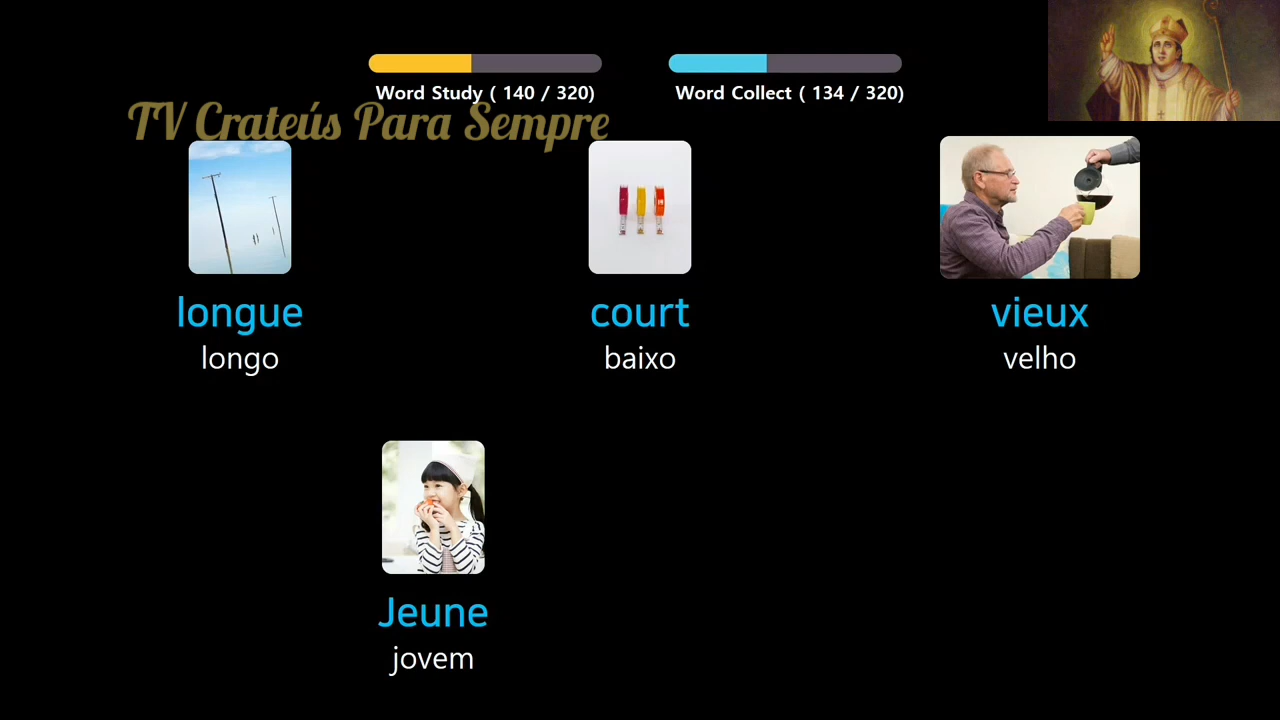 Word Study ( 140 / 320)
Word Collect ( 134 / 320)
TV Crateús Para Sempre
longue
longo
court
baixo
vieux
velho
Jeune
jovem